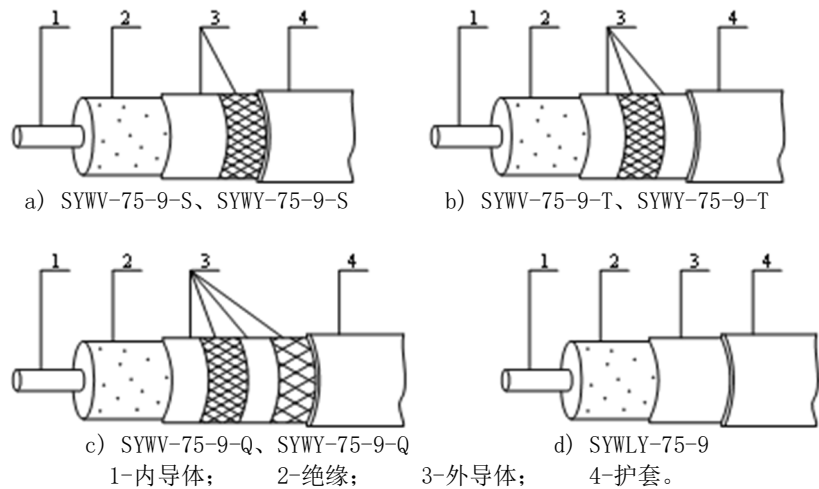 1 2 3 4 1 2 3 4
a) SYWV-75-9-S、SYWY-75-9-S b) SYWV-75-9-T、SYWY-75-9-T
1 2 3 4 1 2 3 4
c) SYWV-75-9-Q、SYWY-75-9-Q d) SYWLY-75-9
1-内导体; 2-绝缘; 3-外导体; 4-护套。